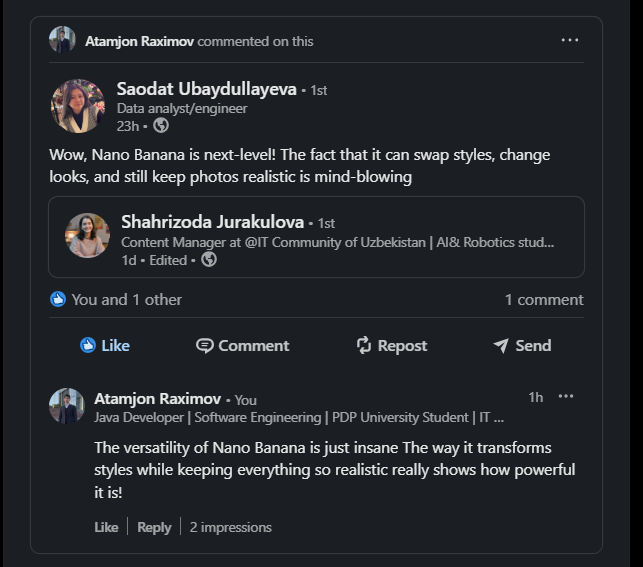 Atamjon Raximov commented on this
Saodat Ubaydullayeva • 1st
Data analyst/engineer
23h •
Wow, Nano Banana is next-level! The fact that it can swap styles, change
looks, and still keep photos realistic is mind-blowing
Shahrizoda Jurakulova • 1st
Content Manager at @IT Community of Uzbekistan | AI& Robotics stud...
1d • Edited •
You and 1 other
1 comment
Like
Comment
Repost
Send
Atamjon Raximov • You
1h
Java Developer | Software Engineering | PDP University Student | IT ...
The versatility of Nano Banana is just insane The way it transforms
styles while keeping everything so realistic really shows how powerful
it is!
Like | Reply | 2 impressions